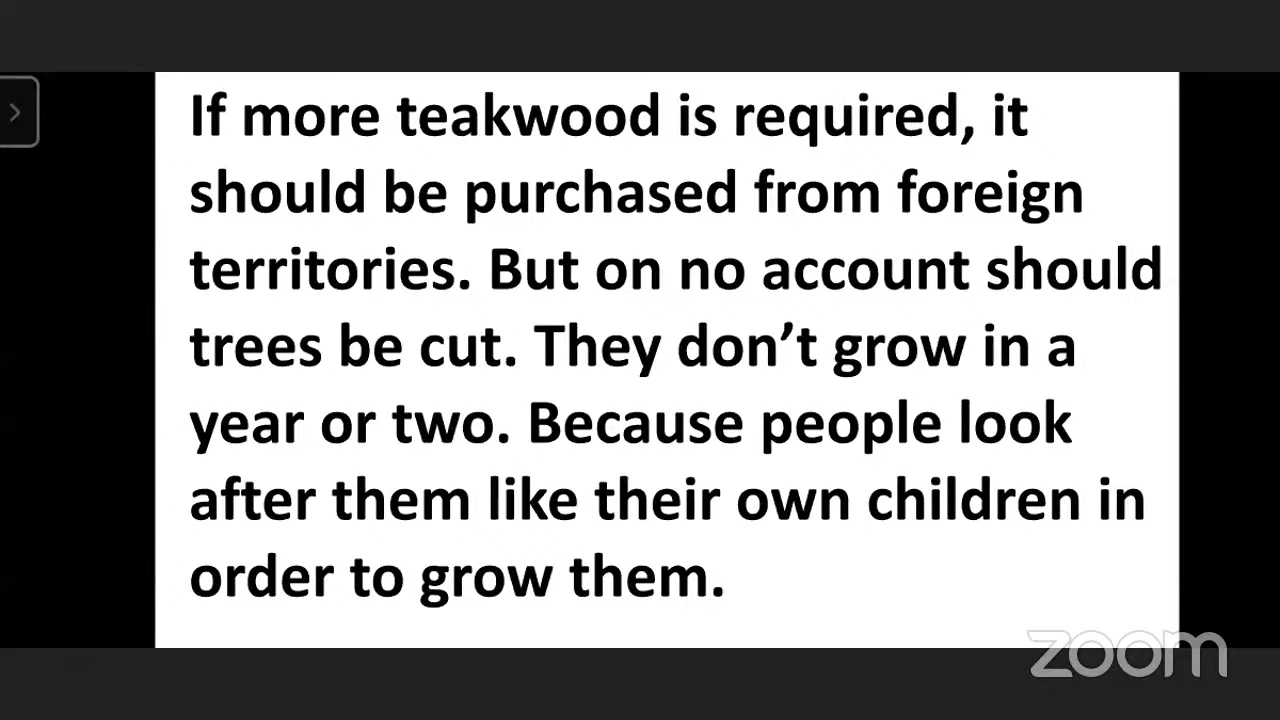 If more teakwood is required, it
should be purchased from foreign
territories. But on no account should
trees be cut. They don’t grow in a
year or two. Because people look
after them like their own children in
order to grow them.
zoom